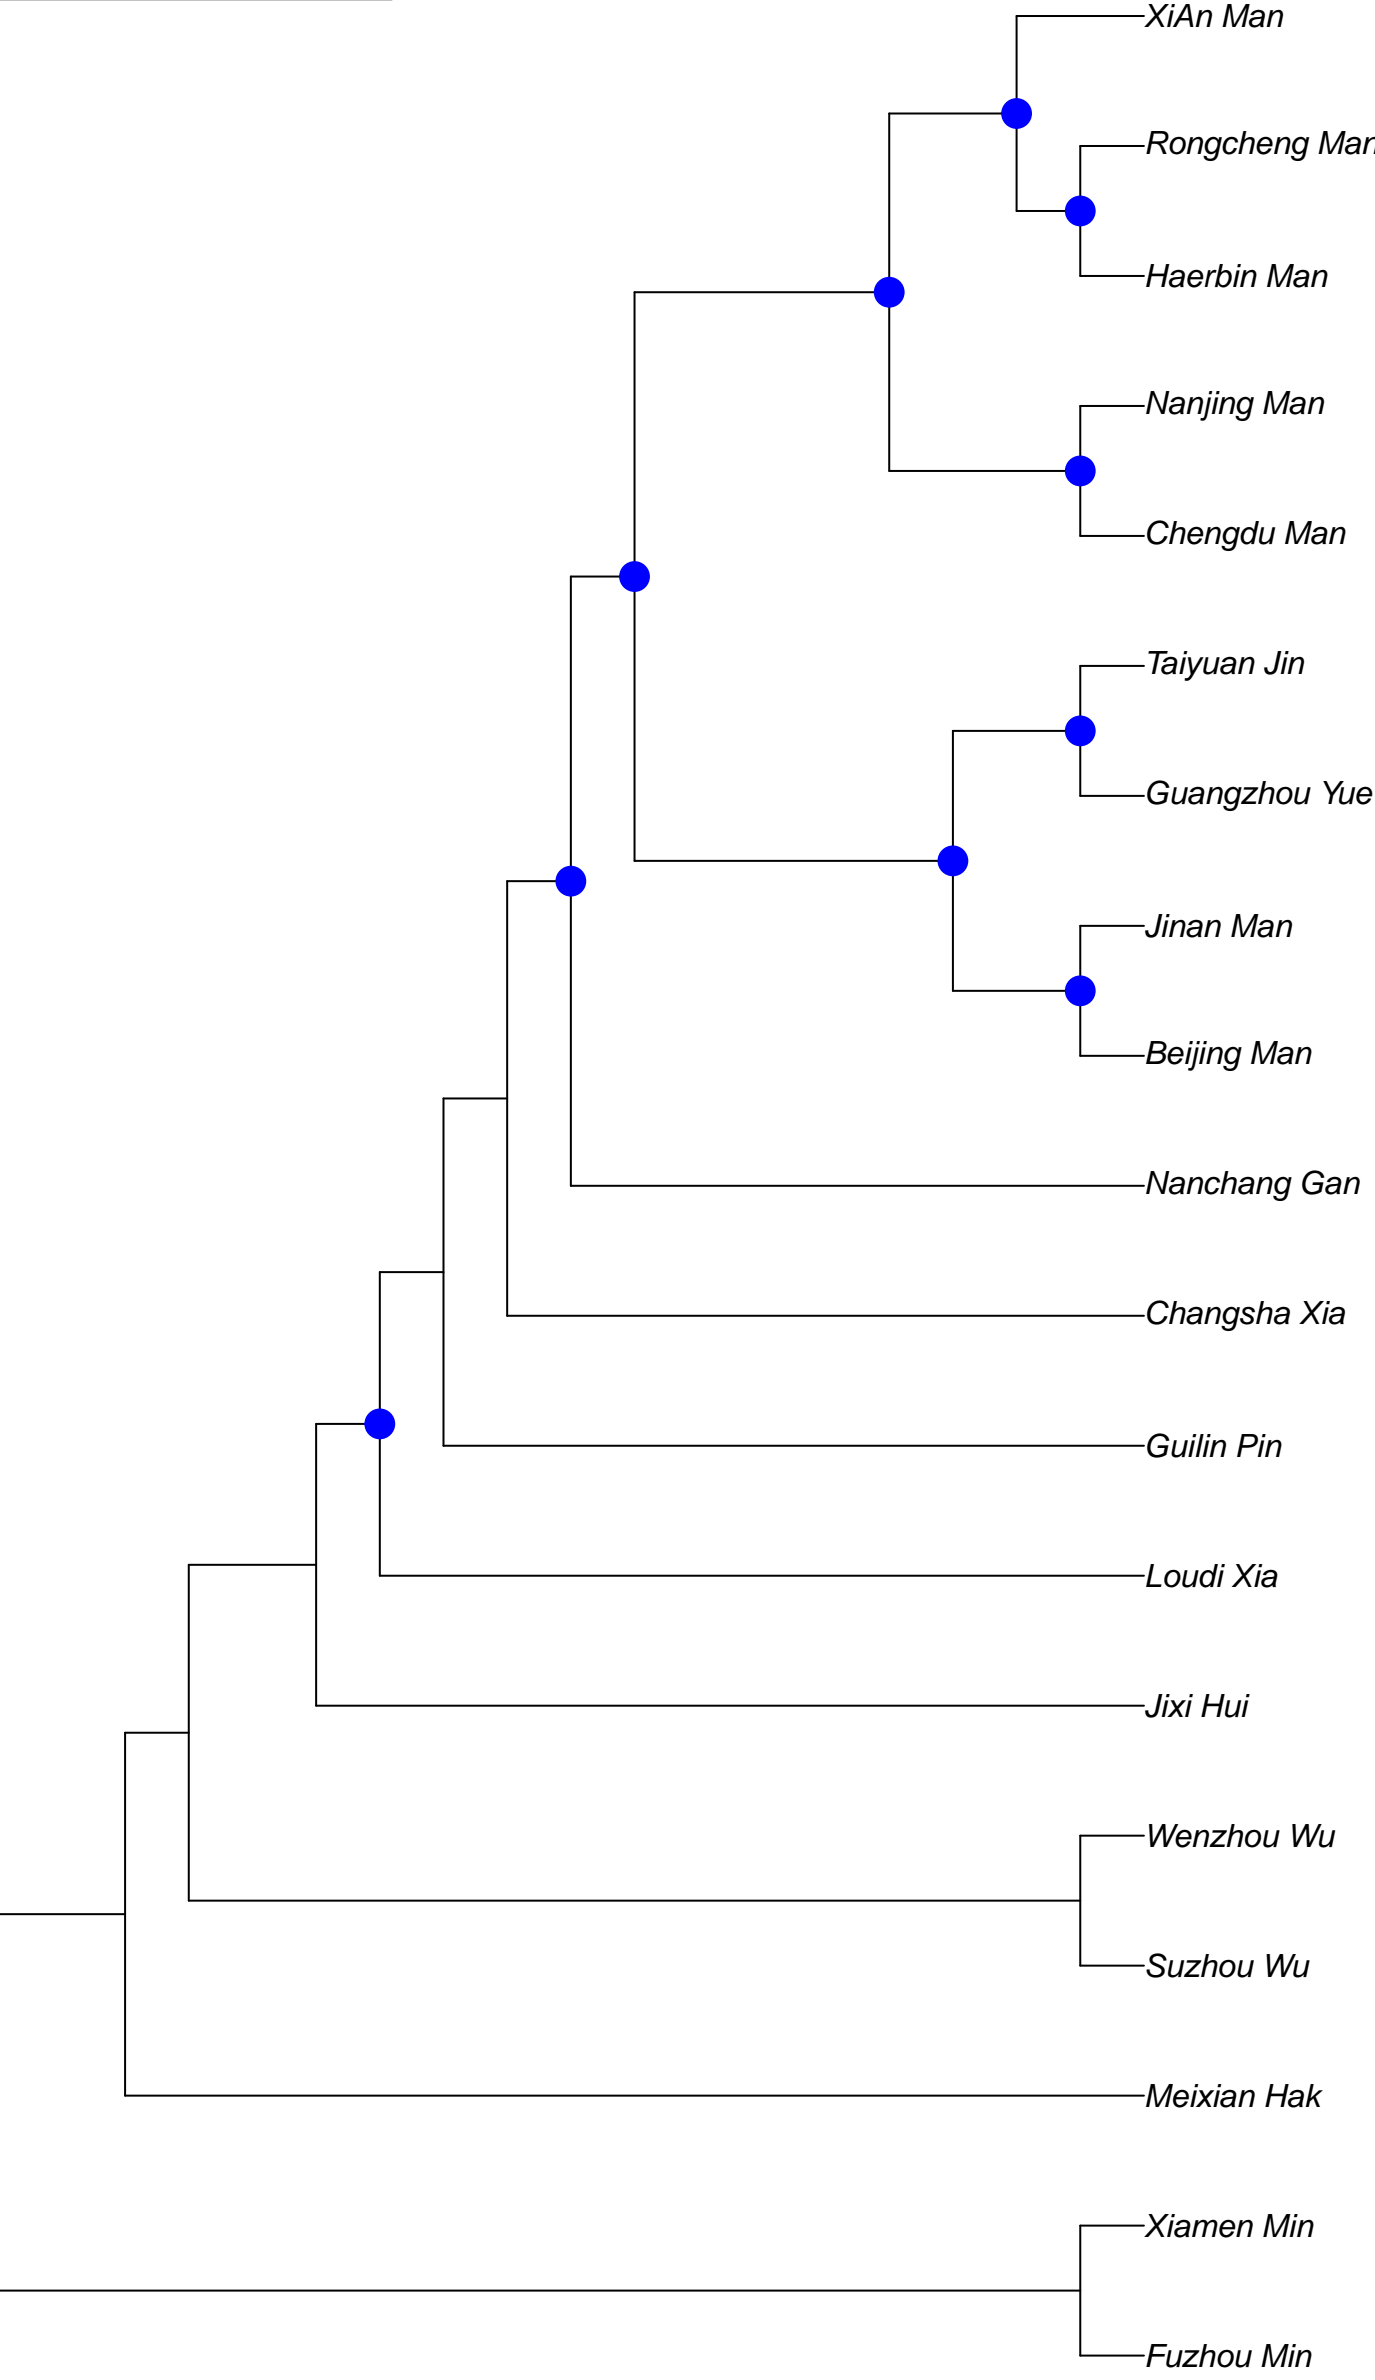 XiAn Man
Rongcheng Man
Haerbin Man
Nanjing Man
Chengdu Man
Taiyuan Jin
Guangzhou Yue
Jinan Man
Beijing Man
Nanchang Gan
Changsha Xia
Guilin Pin
Loudi Xia
Jixi Hui
Wenzhou Wu
Suzhou Wu
Meixian Hak
Xiamen Min
Fuzhou Min